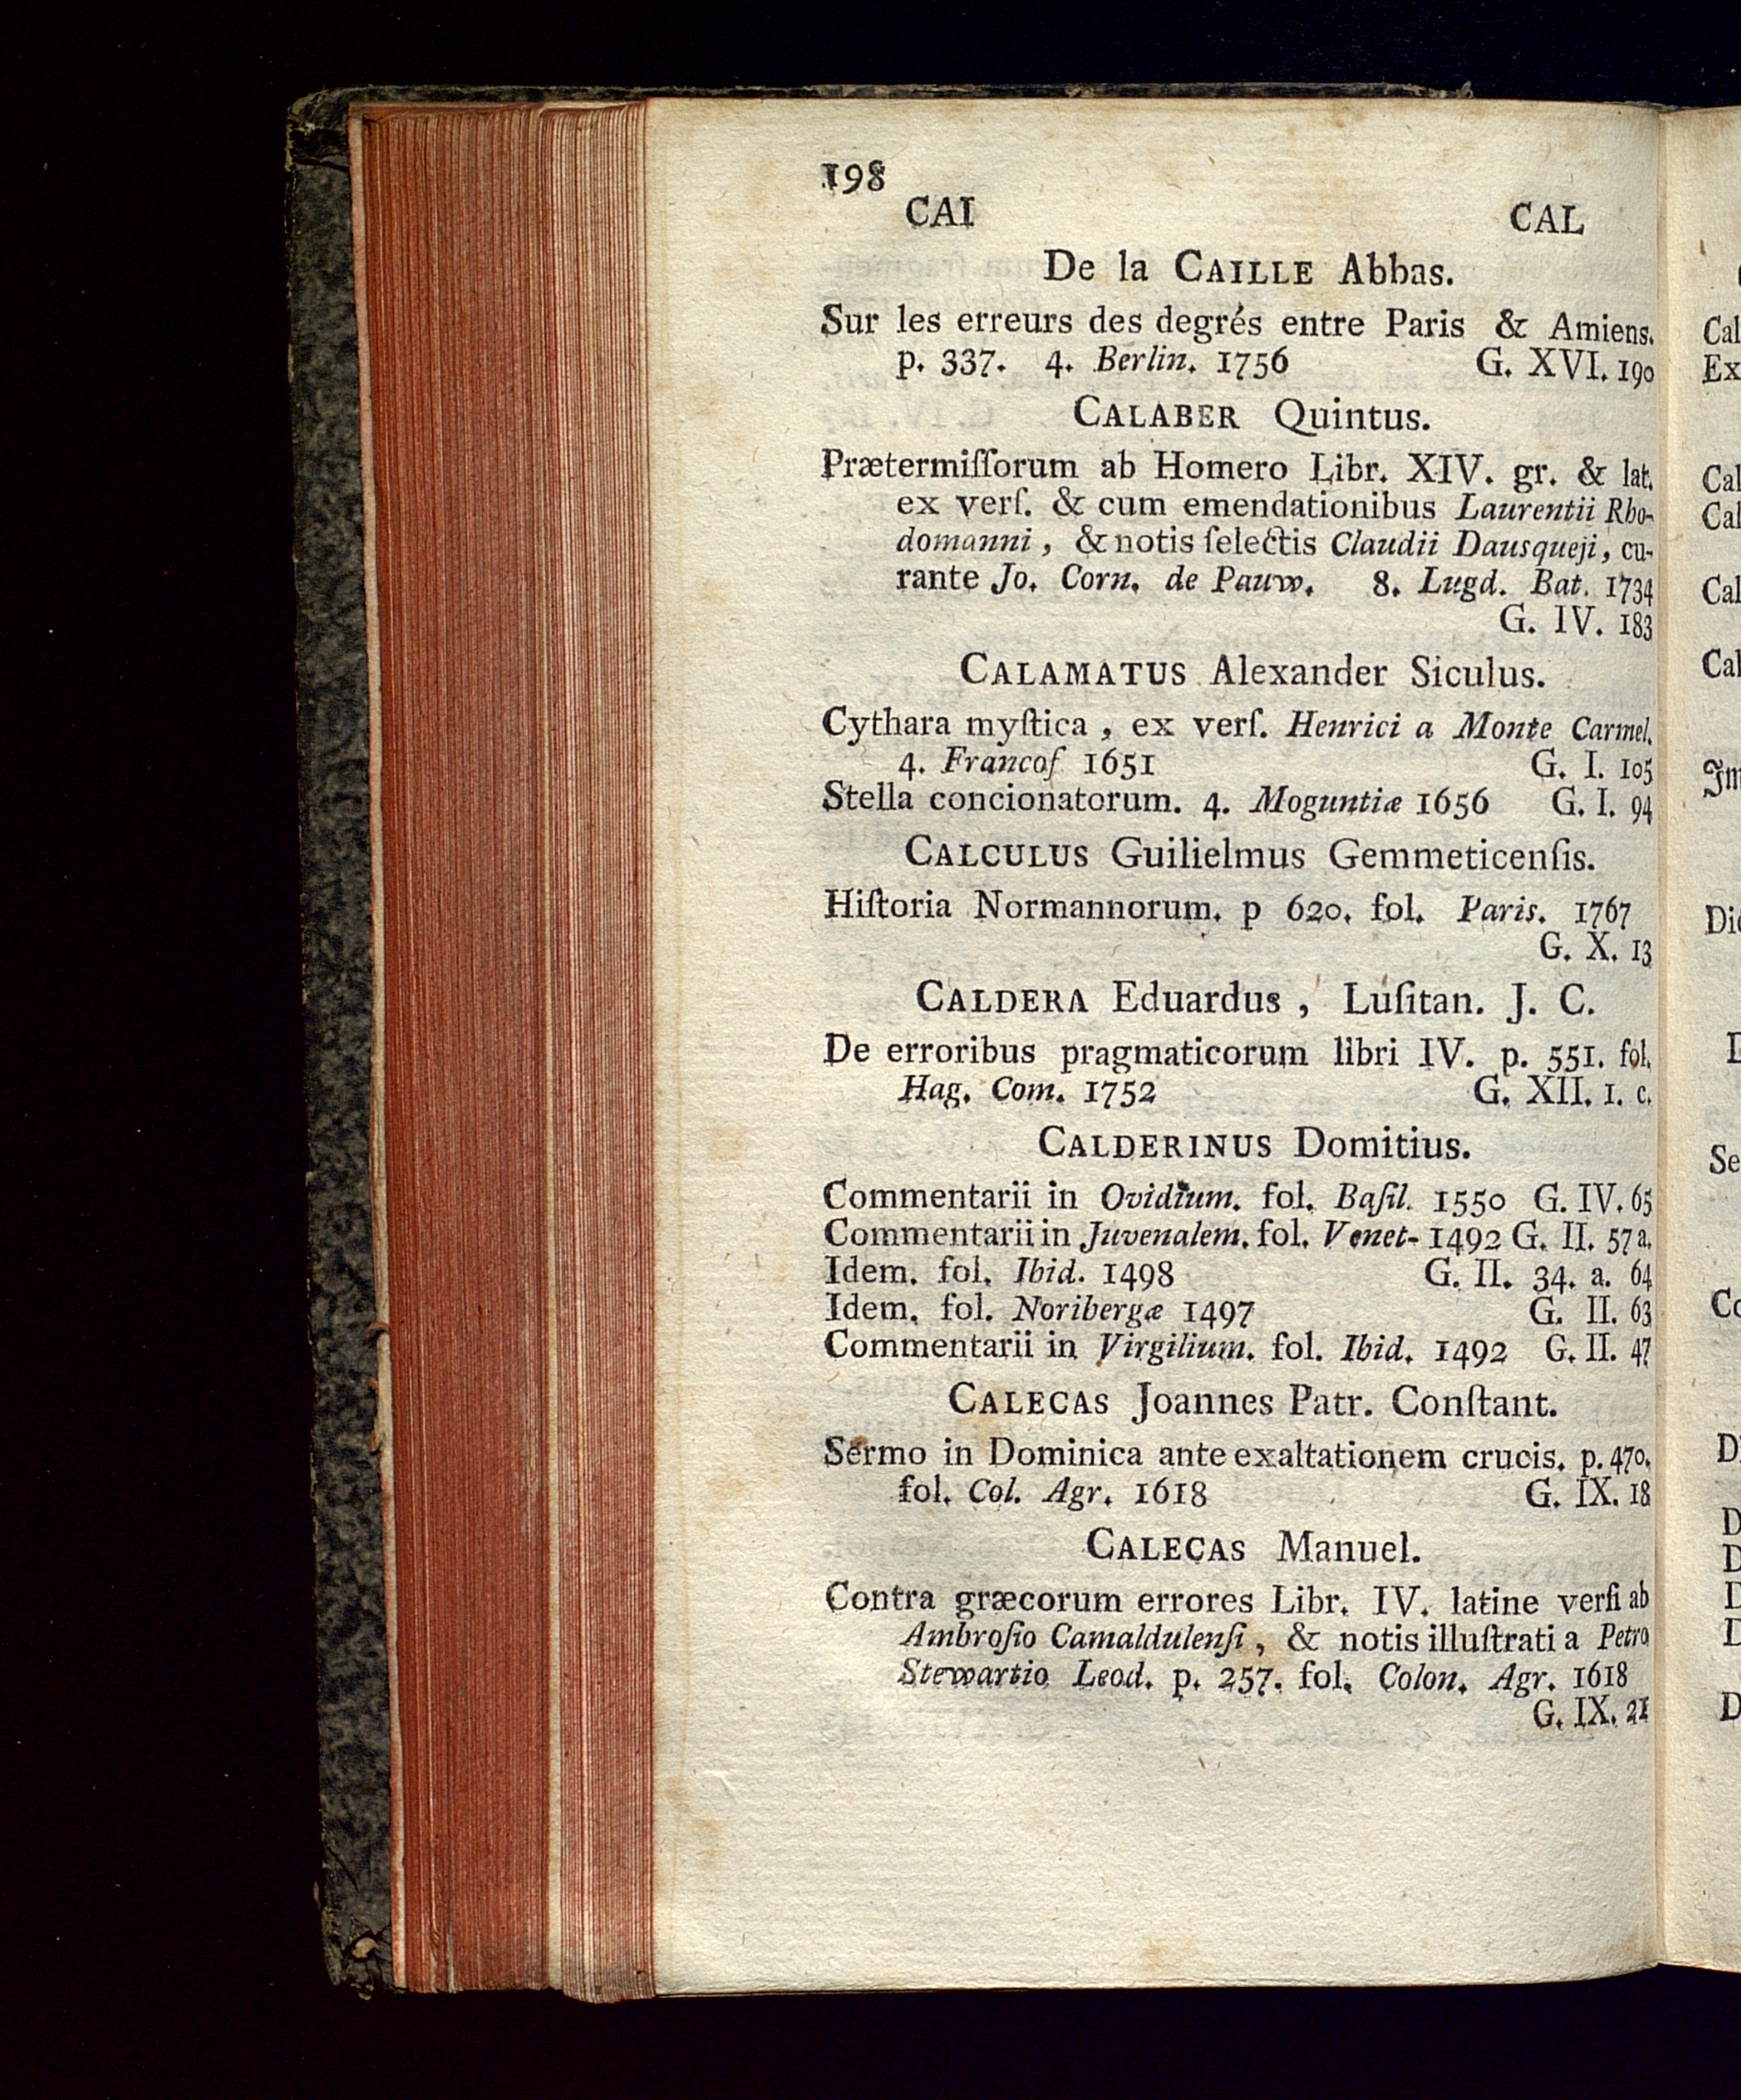 198
CAI CAL
De la CAILLE Abbas.
Sur les erreurs des degrés entre Paris & Amiens.
p. 337. 4. Berlin. 1756 G. XVI. 190
CALABER Quintus.
Prætermiſſorum ab Homero Libr. XIV. gr. & lat.
ex verſ. & cum emendationibus Laurentii Rho-
domanni, & notis ſelectis Claudii Dausqueji, cu-
rante Jo. Corn. de Pauw. 8. Lugd. Bat. 1734
G. IV. 183
CALAMATUS Alexander Siculus.
Cythara myſtica, ex verſ. Henrici a Monte Carmel.
4. Francof 1651 G. I. 105
Stella concionatorum. 4. Moguntiæ 1656 G. I. 94
CALCULUS Guilielmus Gemmeticenſis.
Hiſtoria Normannorum. p 620. fol. Paris. 1767
G. X. 13
CALDERA Eduardus, Luſitan. J. C.
De erroribus pragmaticorum libri IV. p. 551. fol.
Hag. Com. 1752 G. XII. 1. c.
CALDERINUS Domitius.
Commentarii in Ovidium. fol. Baſil. 1550 G. IV. 65
Commentarii in Juvenalem. fol. Venet- 1492 G. II. 57 a.
Idem. fol. Ibid. 1498 G. II. 34. a. 64
Idem. fol. Noribergæ 1497 G. II. 63
Commentarii in Virgilium. fol. Ibid. 1492 G. II. 47
CALECAS Joannes Patr. Conſtant.
Sermo in Dominica ante exaltationem crucis. p. 470.
fol. Col. Agr. 1618 G. IX. 18
CALECAS Manuel.
Contra græcorum errores Libr. IV. latine verſi ab
Ambroſio Camaldulenſi, & notis illuſtrati a Petro
Stewartio Leod. p. 257. fol. Colon. Agr. 1618
G. IX. 21